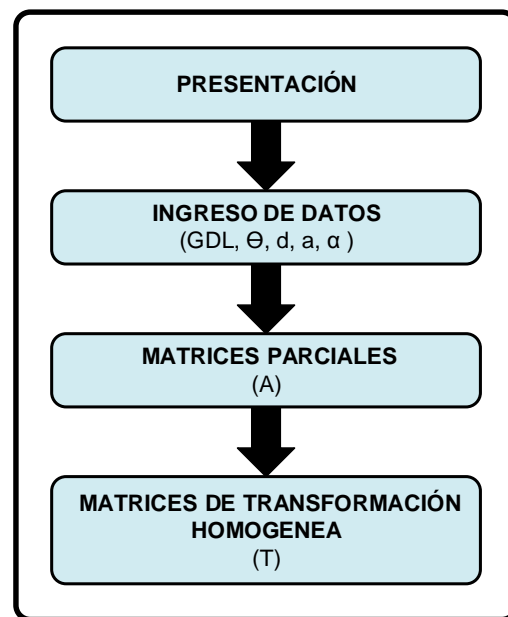 PRESENTACIÓN
INGRESO DE DATOS
(GDL, Ɵ, d, a, α )
MATRICES PARCIALES
(A)
MATRICES DE TRANSFORMACIÓN
HOMOGENEA
(T)